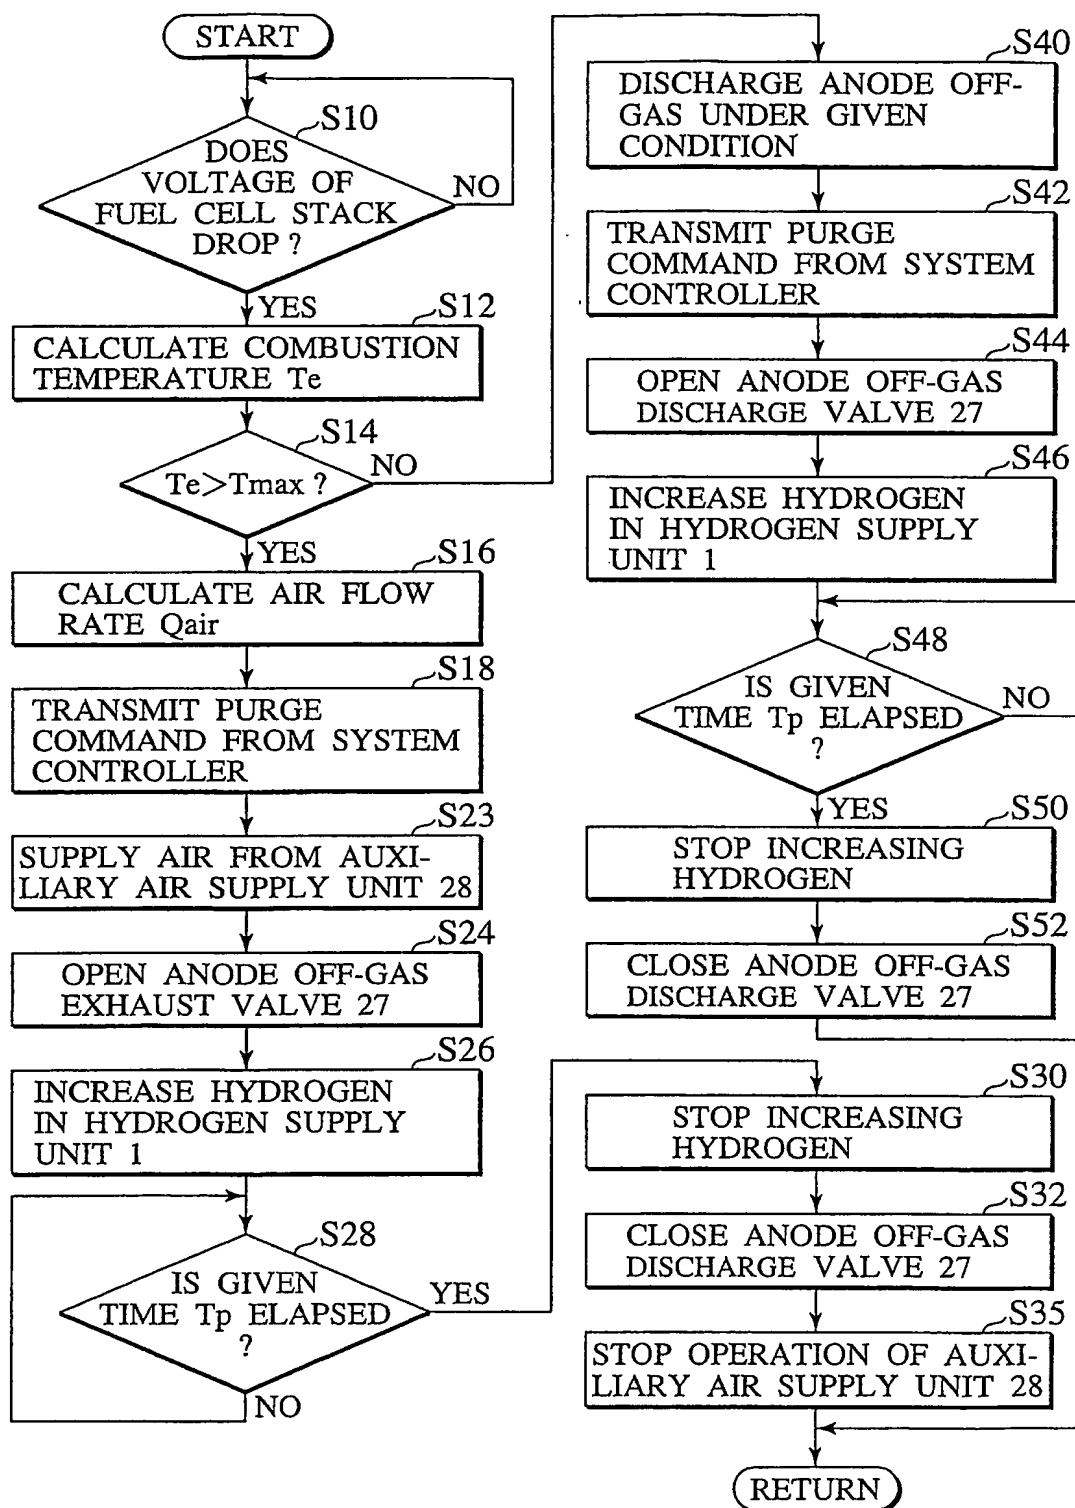 START
S10
DOES
VOLTAGE OF
FUEL CELL STACK
DROP ?
NO
YES
S12
CALCULATE COMBUSTION
TEMPERATURE Te
S14
Te>Tmax ?
NO
YES
S16
CALCULATE AIR FLOW
RATE Qair
S18
TRANSMIT PURGE
COMMAND FROM SYSTEM
CONTROLLER
S23
SUPPLY AIR FROM AUXI-
LIARY AIR SUPPLY UNIT 28
S24
OPEN ANODE OFF-GAS
EXHAUST VALVE 27
S26
INCREASE HYDROGEN
IN HYDROGEN SUPPLY
UNIT 1
S28
IS GIVEN
TIME Tp ELAPSED
?
YES
NO
S40
DISCHARGE ANODE OFF-
GAS UNDER GIVEN
CONDITION
S42
TRANSMIT PURGE
COMMAND FROM SYSTEM
CONTROLLER
S44
OPEN ANODE OFF-GAS
DISCHARGE VALVE 27
S46
INCREASE HYDROGEN
IN HYDROGEN SUPPLY
UNIT 1
S48
IS GIVEN
TIME Tp ELAPSED
?
NO
YES
S50
STOP INCREASING
HYDROGEN
S52
CLOSE ANODE OFF-GAS
DISCHARGE VALVE 27
S30
STOP INCREASING
HYDROGEN
S32
CLOSE ANODE OFF-GAS
DISCHARGE VALVE 27
S35
STOP OPERATION OF AUXI-
LIARY AIR SUPPLY UNIT 28
RETURN